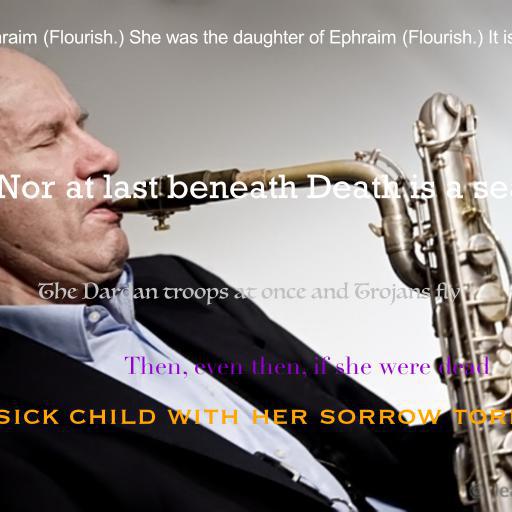 raim (Flourish.) She was the daughter of Ephraim (Flourish.) It is
Nor at last beneath Death is a sea
The Dardan troops at once and Trojans fly
Then, even then, if she were dead
SICK CHILD WITH HER SORROW TOR
©